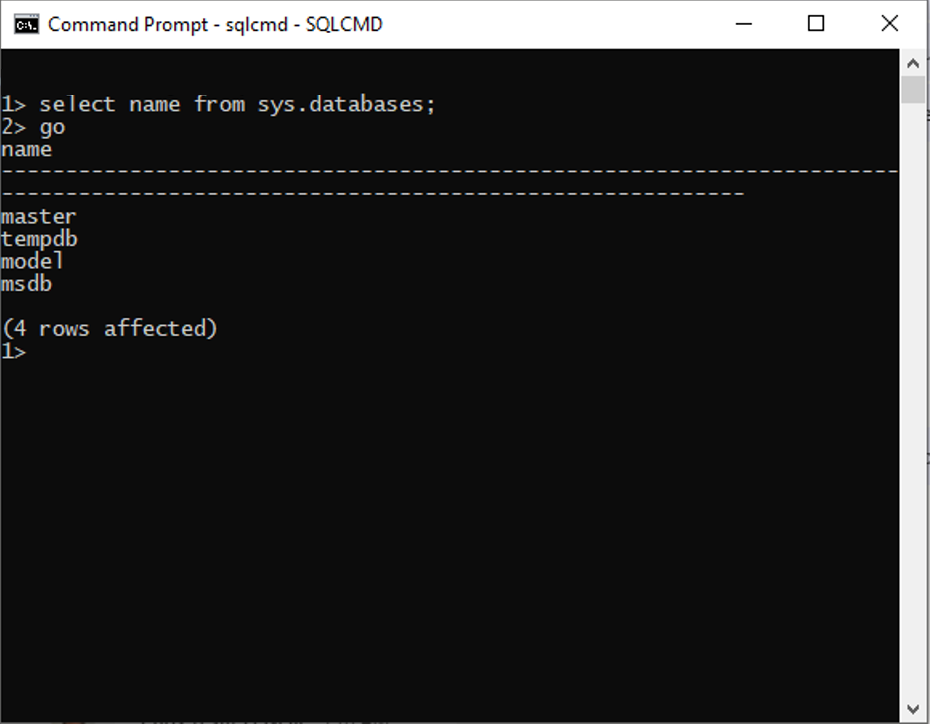 Command Prompt - sqlcmd - SQLCMD
1> select name from sys.databases;
2> go
name
----------------------------------------------------------------------
----------------------------------------------------------
master
tempdb
model
msdb
(4 rows affected)
1>